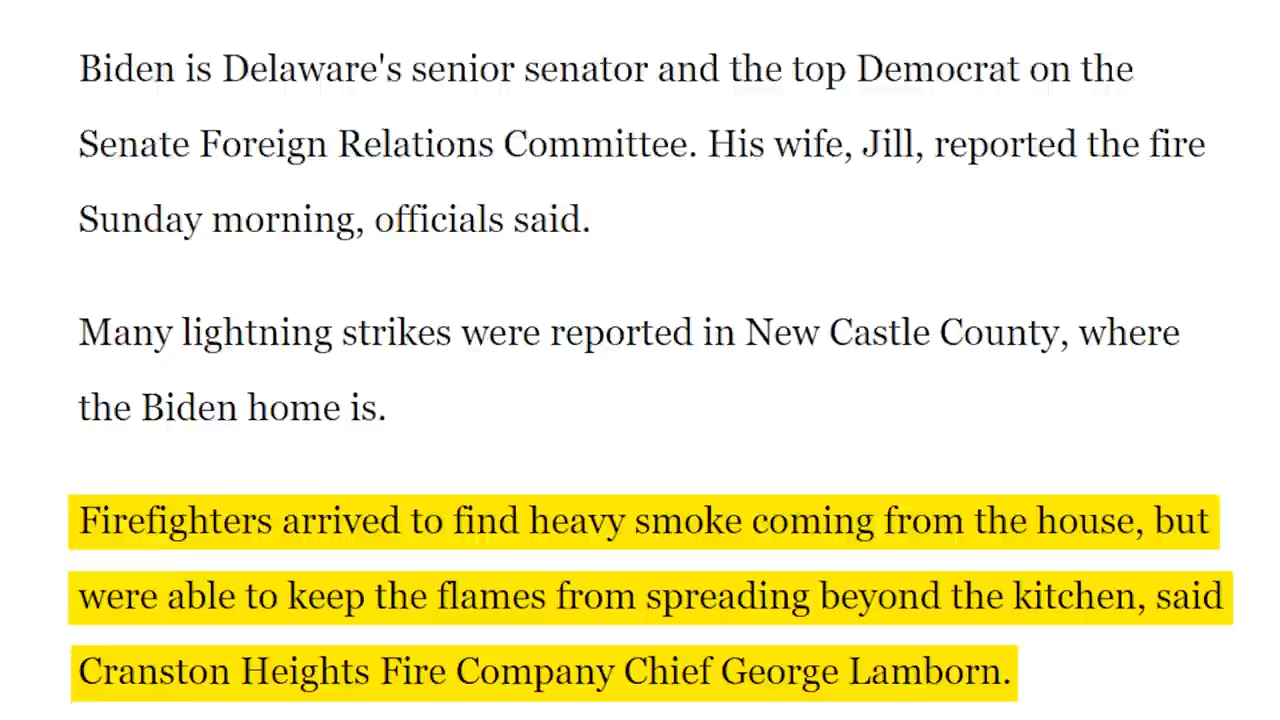 Biden is Delaware's senior senator and the top Democrat on the
Senate Foreign Relations Committee. His wife, Jill, reported the fire
Sunday morning, officials said.
Many lightning strikes were reported in New Castle County, where
the Biden home is.
Firefighters arrived to find heavy smoke coming from the house, but
were able to keep the flames from spreading beyond the kitchen, said
Cranston Heights Fire Company Chief George Lamborn.